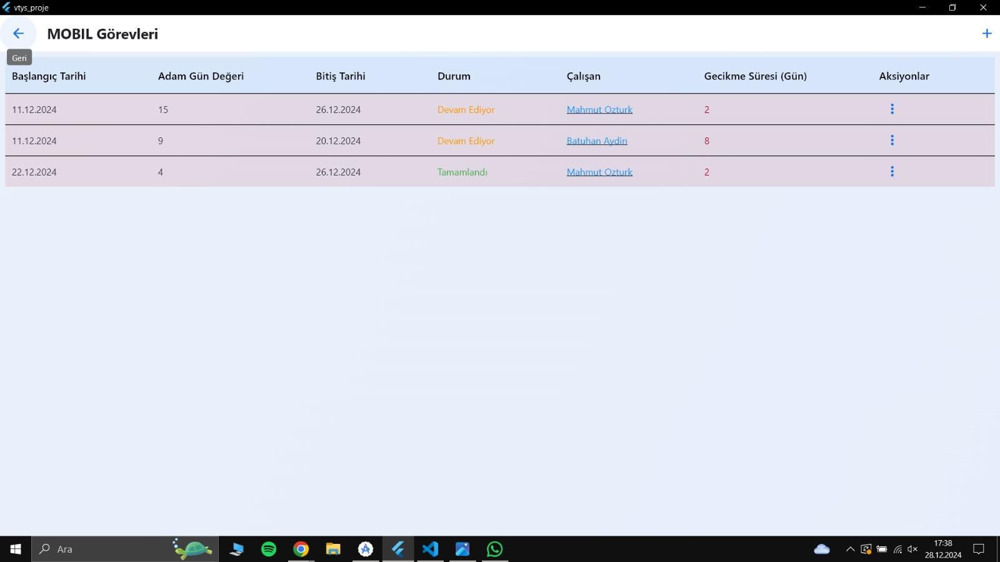 vtys_proje
MOBIL Görevleri
Geri
Başlangıç Tarihi Adam Gün Değeri Bitiş Tarihi Durum Çalışan Gecikme Süresi (Gün) Aksiyonlar
11.12.2024 15 26.12.2024 Devam Ediyor Mahmut Ozturk 2
11.12.2024 9 20.12.2024 Devam Ediyor Batuhan Aydin 8
22.12.2024 4 26.12.2024 Tamamlandı Mahmut Ozturk 2
Ara
17:38
28.12.2024